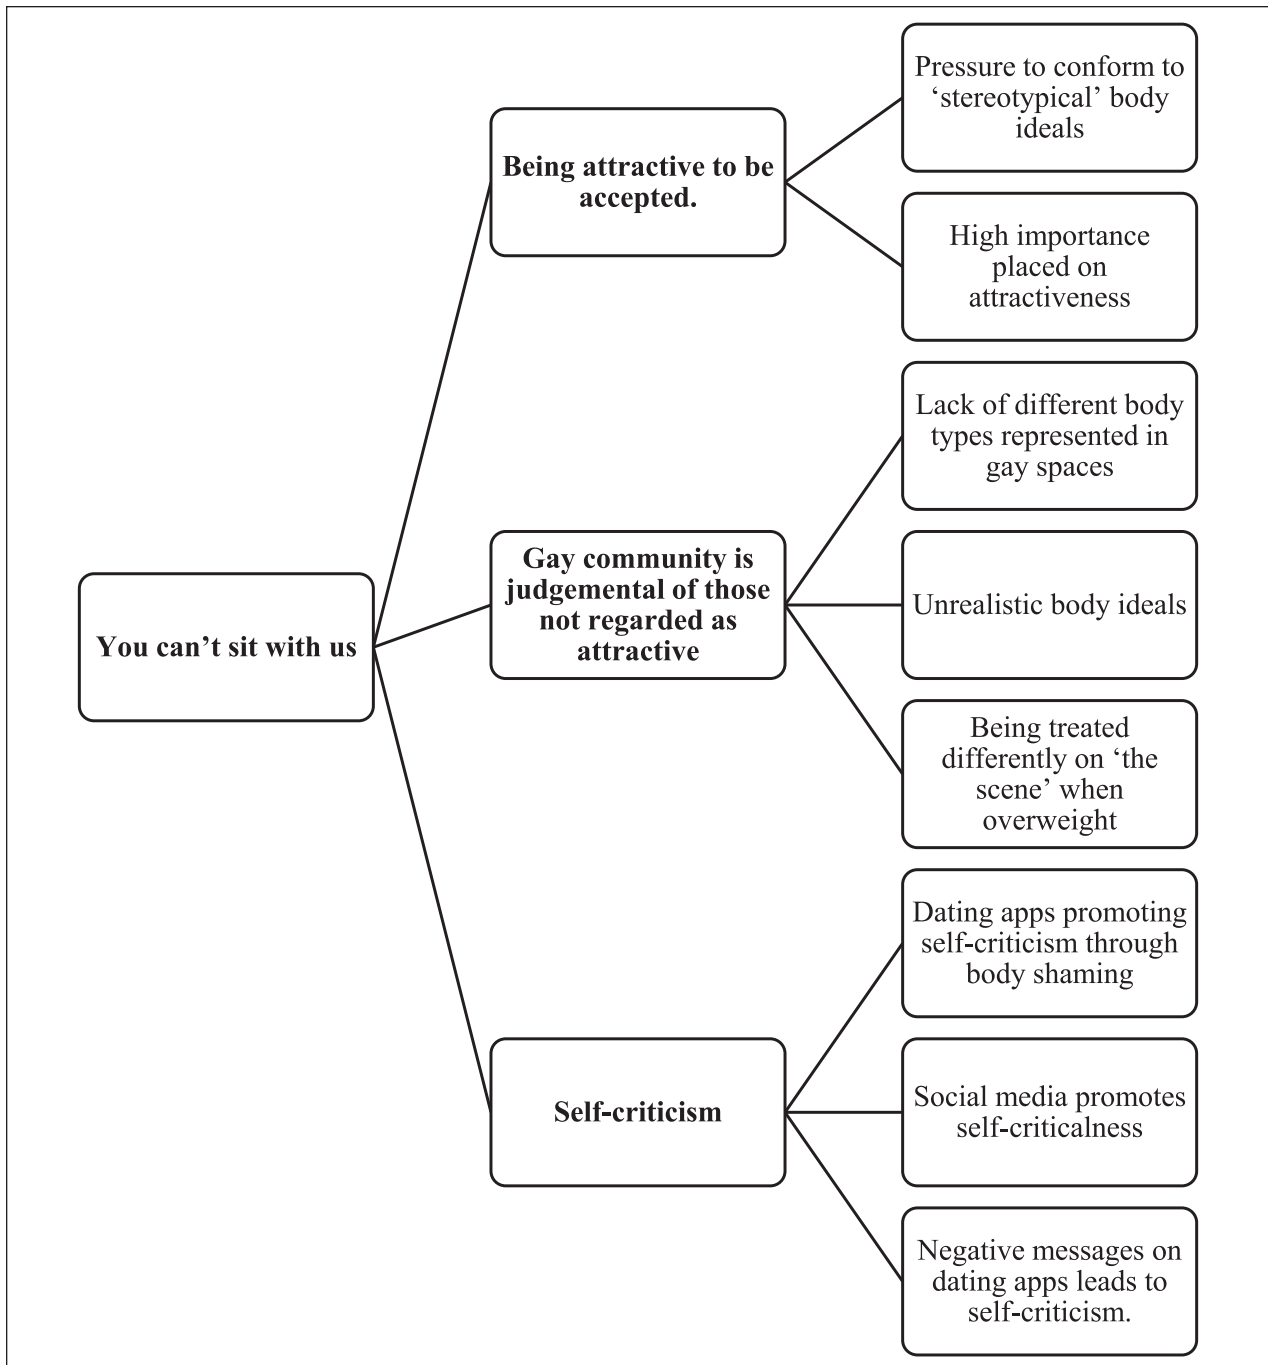 You can’t sit with us
Being attractive to be
accepted.
Pressure to conform to
‘stereotypical’ body
ideals
High importance
placed on
attractiveness
Gay community is
judgemental of those
not regarded as
attractive
Lack of different body
types represented in
gay spaces
Unrealistic body ideals
Being treated
differently on ‘the
scene’ when
overweight
Self-criticism
Dating apps promoting
self-criticism through
body shaming
Social media promotes
self-criticalness
Negative messages on
dating apps leads to
self-criticism.